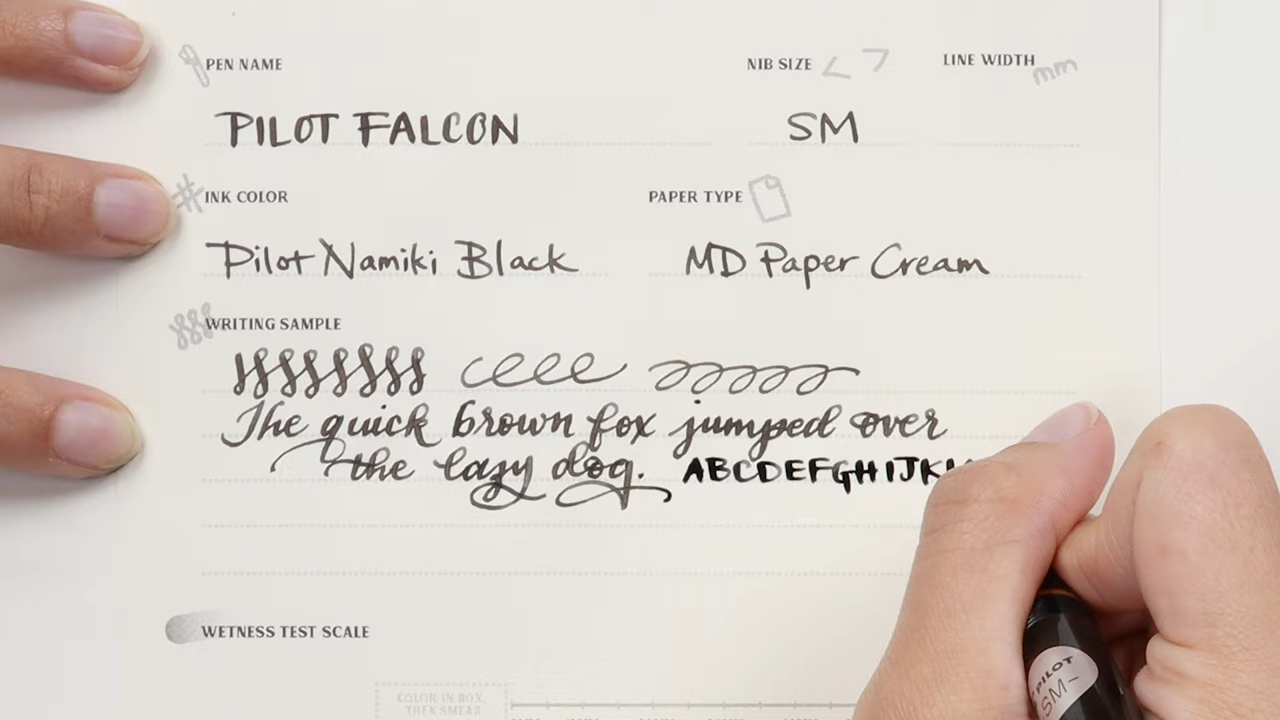 PEN NAME NIB SIZE < > LINE WIDTH mm
PILOT FALCON SM
# INK COLOR PAPER TYPE
Pilot Namiki Black MD Paper Cream
WRITING SAMPLE
The quick brown fox jumped over
the lazy dog. ABCDEFGHIJK
WETNESS TEST SCALE
PILOT
SM~
COLOR IN BOX,
THEN SMEAR